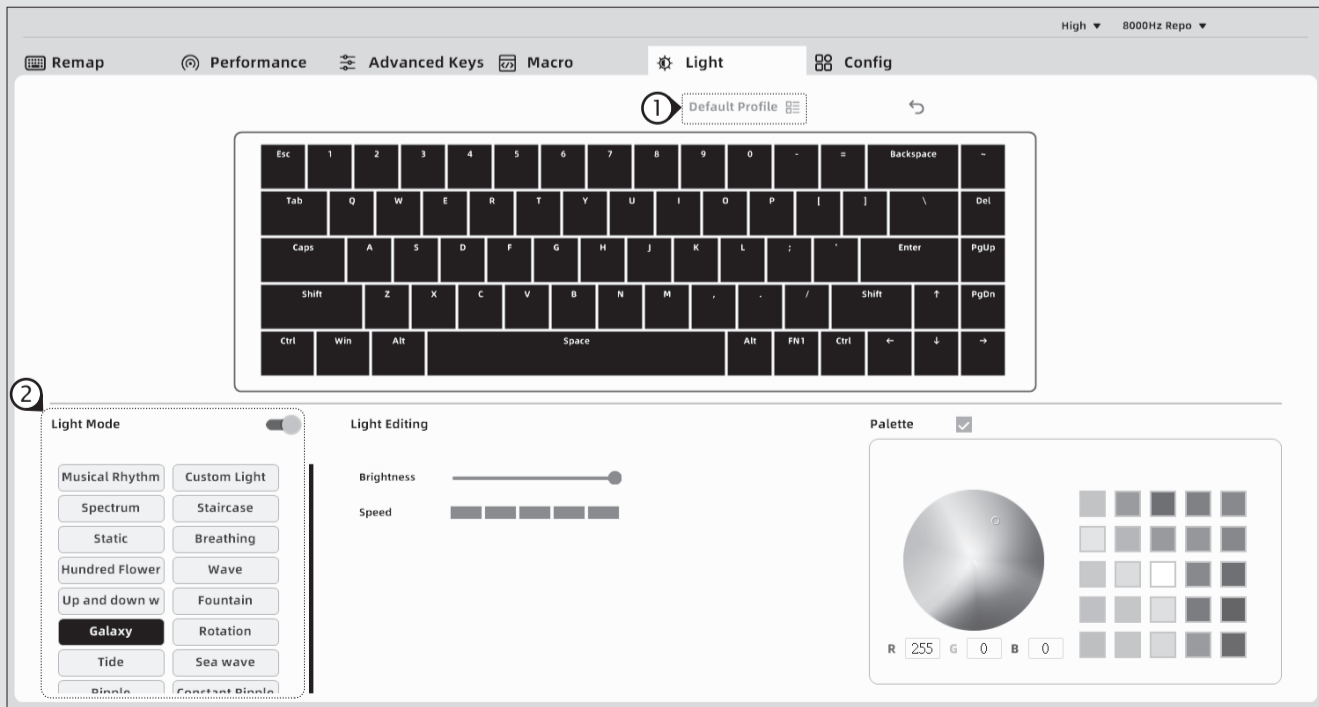 High ▼ 8000Hz Repo ▼
Remap Performance Advanced Keys Macro Light Config
1 Default Profile
Esc 1 2 3 4 5 6 7 8 9 0 - = Backspace ~
Tab Q W E R T Y U I O P [ ] \ Del
Caps A S D F G H J K L ; ' Enter PgUp
Shift Z X C V B N M , . / Shift ↑ PgDn
Ctrl Win Alt Space Alt FN1 Ctrl ← ↓ →
2
Light Mode Light Editing Palette
Musical Rhythm Custom Light Brightness
Spectrum Staircase Speed
Static Breathing
Hundred Flower Wave
Up and down w Fountain
Galaxy Rotation
Tide Sea wave R 255 G 0 B 0
Ripple Constant Ripple